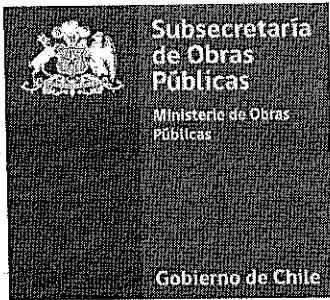 Subsecretaría
de Obras
Públicas
Ministerio de Obras
Públicas
Gobierno de Chile